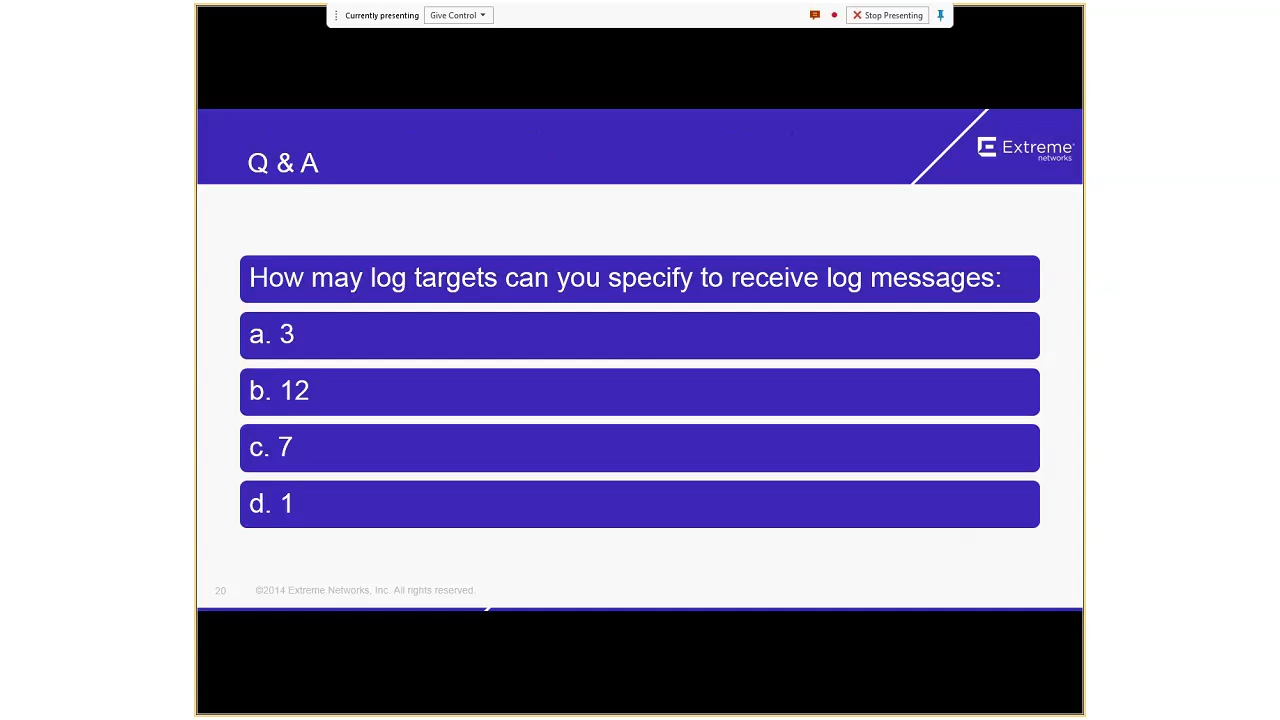 Currently presenting
Give Control
Stop Presenting
Q & A
Extreme
networks
How may log targets can you specify to receive log messages:
a. 3
b. 12
c. 7
d. 1
20
©2014 Extreme Networks, Inc. All rights reserved.